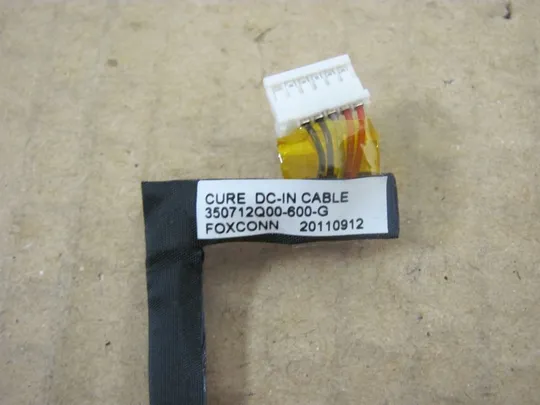 CURE DC-IN CABLE
350712Q00-600-G
FOXCONN 20110912